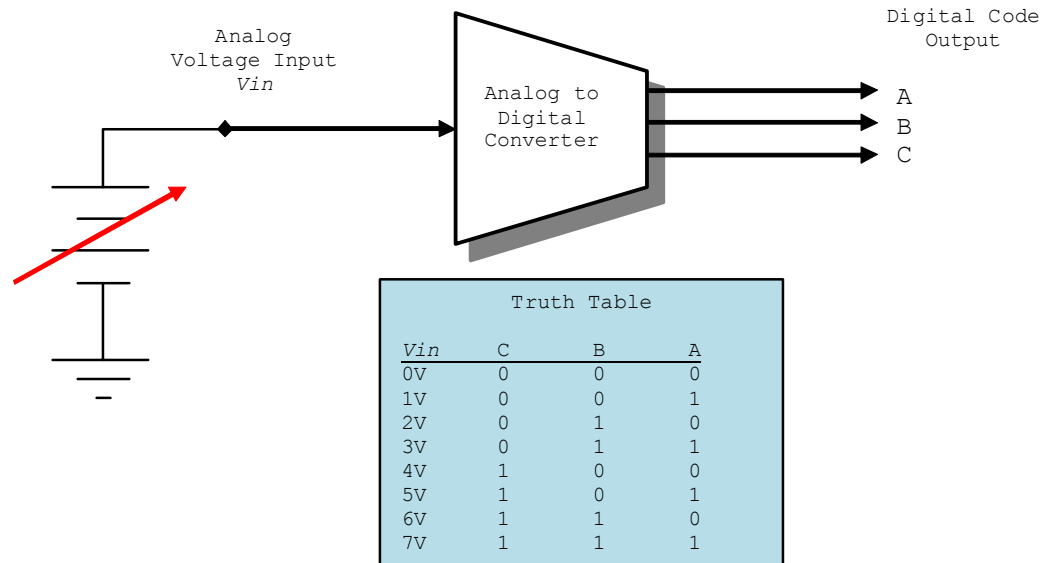 Analog
Voltage Input
Vin
Analog to
Digital
Converter
Digital Code
Output
A
B
C
Truth Table
Vin C B A
0V 0 0 0
1V 0 0 1
2V 0 1 0
3V 0 1 1
4V 1 0 0
5V 1 0 1
6V 1 1 0
7V 1 1 1